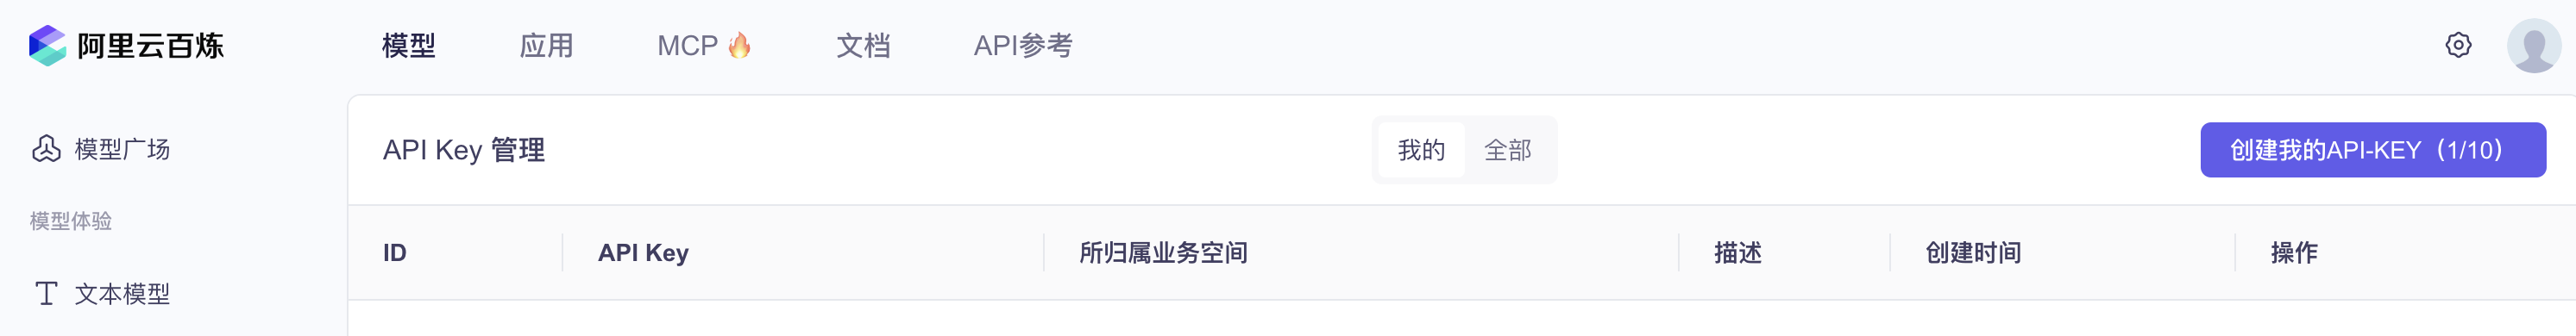 阿里云百炼 模型 应用 MCP🔥 文档 API参考
模型广场
API Key 管理 我的 全部 创建我的API-KEY（1/10）
模型体验
ID API Key 所归属业务空间 描述 创建时间 操作
文本模型